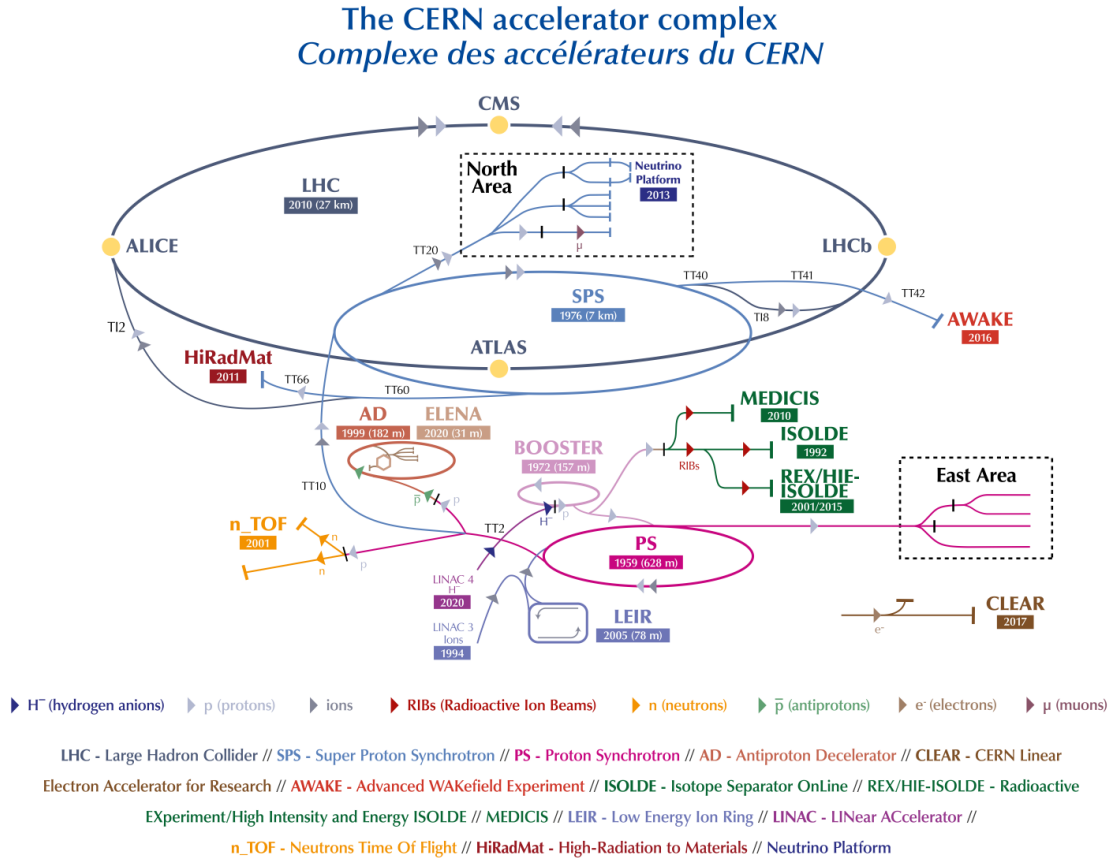 The CERN accelerator complex
Complexe des accélérateurs du CERN
CMS
North
Area
Neutrino
Platform
2013
LHC
2010 (27 km)
ALICE
LHCb
TT20
μ
TT40
TT41
TT42
SPS
1976 (7 km)
TI2
TI8
AWAKE
2016
ATLAS
HiRadMat
2011
TT66
TT60
AD
1999 (182 m)
ELENA
2020 (31 m)
MEDICIS
2010
BOOSTER
1972 (157 m)
ISOLDE
1992
RIBs
REX/HIE-
ISOLDE
2001/2015
East Area
TT10
p̅
p
H⁻
p
TT2
n_TOF
2001
n
n
p
PS
1959 (628 m)
LINAC 4
H⁻
2020
LINAC 3
Ions
1994
LEIR
2005 (78 m)
CLEAR
2017
e-
H⁻ (hydrogen anions)
p (protons)
ions
RIBs (Radioactive Ion Beams)
n (neutrons)
p̅ (antiprotons)
e- (electrons)
μ (muons)
LHC - Large Hadron Collider // SPS - Super Proton Synchrotron // PS - Proton Synchrotron // AD - Antiproton Decelerator // CLEAR - CERN Linear
Electron Accelerator for Research // AWAKE - Advanced WAKefield Experiment // ISOLDE - Isotope Separator OnLine // REX/HIE-ISOLDE - Radioactive
EXperiment/High Intensity and Energy ISOLDE // MEDICIS // LEIR - Low Energy Ion Ring // LINAC - LINear ACcelerator //
n_TOF - Neutrons Time Of Flight // HiRadMat - High-Radiation to Materials // Neutrino Platform